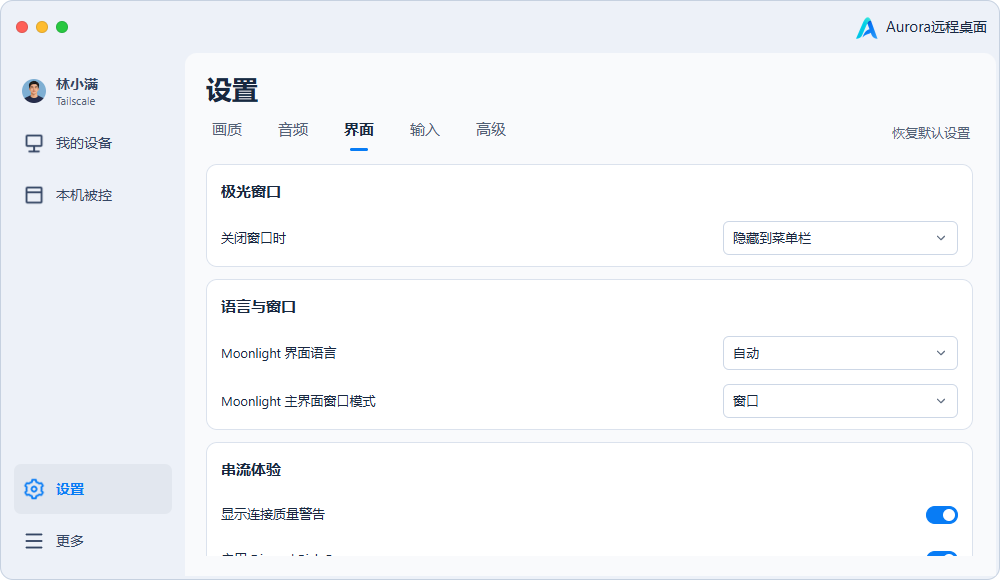 Aurora远程桌面
林小满
Tailscale
我的设备
本机被控
设置
更多
设置
画质 音频 界面 输入 高级
恢复默认设置
极光窗口
关闭窗口时 隐藏到菜单栏
语言与窗口
Moonlight 界面语言 自动
Moonlight 主界面窗口模式 窗口
串流体验
显示连接质量警告